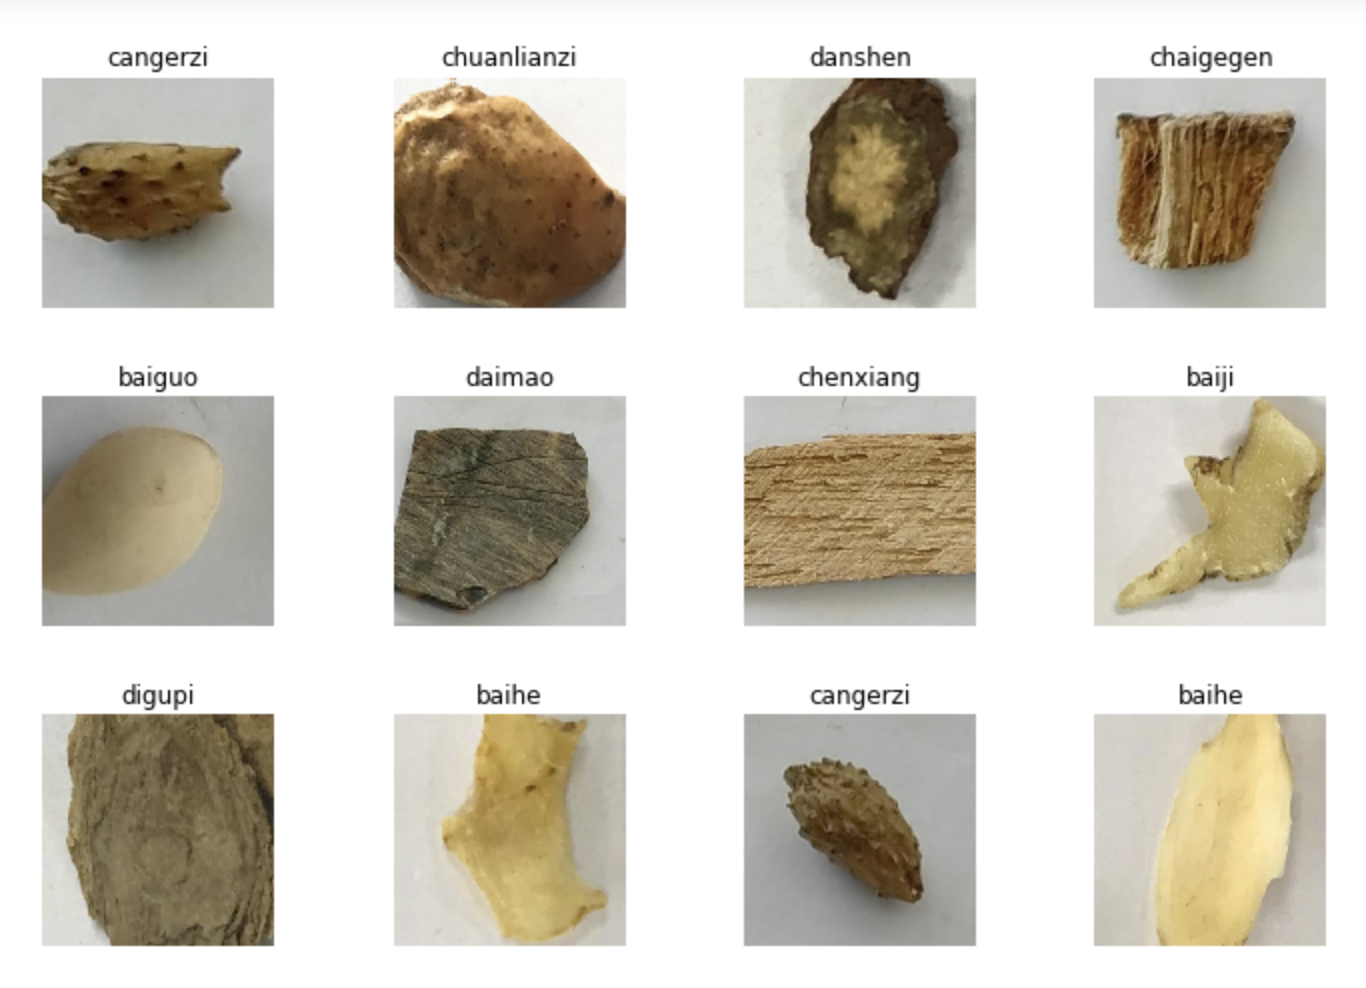 cangerzi
chuanlianzi
danshen
chaigegen
baiguo
daimao
chenxiang
baiji
digupi
baihe
cangerzi
baihe